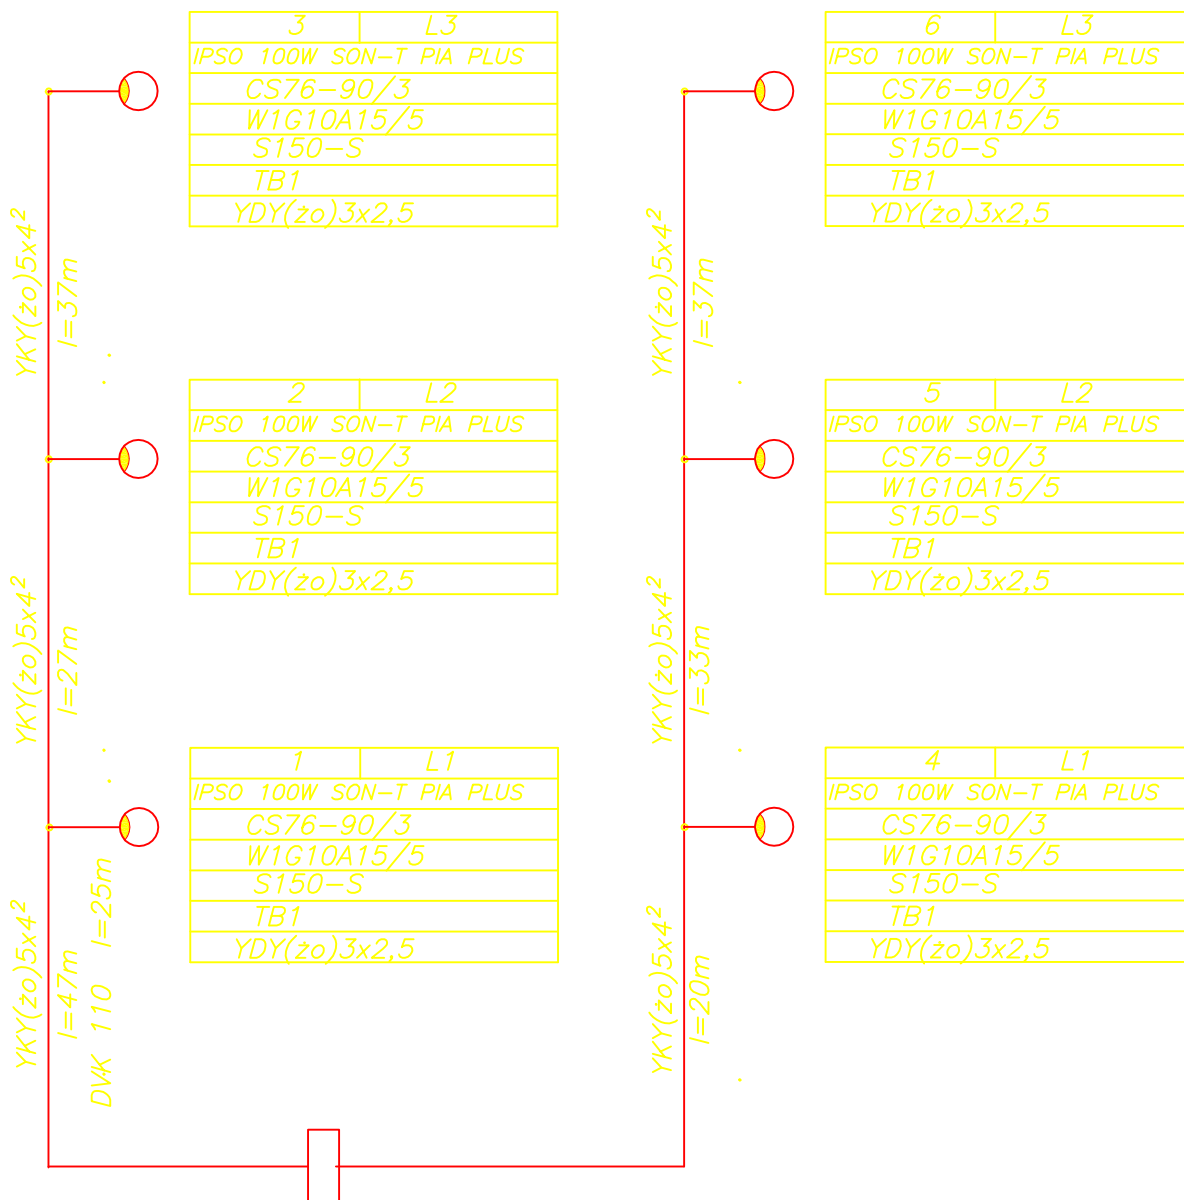 3 L3
IPSO 100W SON-T PIA PLUS
CS76-90/3
W1G10A15/5
S150-S
TB1
YDY(żo)3x2,5
6 L3
IPSO 100W SON-T PIA PLUS
CS76-90/3
W1G10A15/5
S150-S
TB1
YDY(żo)3x2,5
YKY(żo)5x4²
l=37m
YKY(żo)5x4²
l=37m
2 L2
IPSO 100W SON-T PIA PLUS
CS76-90/3
W1G10A15/5
S150-S
TB1
YDY(żo)3x2,5
5 L2
IPSO 100W SON-T PIA PLUS
CS76-90/3
W1G10A15/5
S150-S
TB1
YDY(żo)3x2,5
YKY(żo)5x4²
l=27m
YKY(żo)5x4²
l=33m
1 L1
IPSO 100W SON-T PIA PLUS
CS76-90/3
W1G10A15/5
S150-S
TB1
YDY(żo)3x2,5
4 L1
IPSO 100W SON-T PIA PLUS
CS76-90/3
W1G10A15/5
S150-S
TB1
YDY(żo)3x2,5
YKY(żo)5x4²
l=47m
DVK 110 l=25m
YKY(żo)5x4²
l=20m